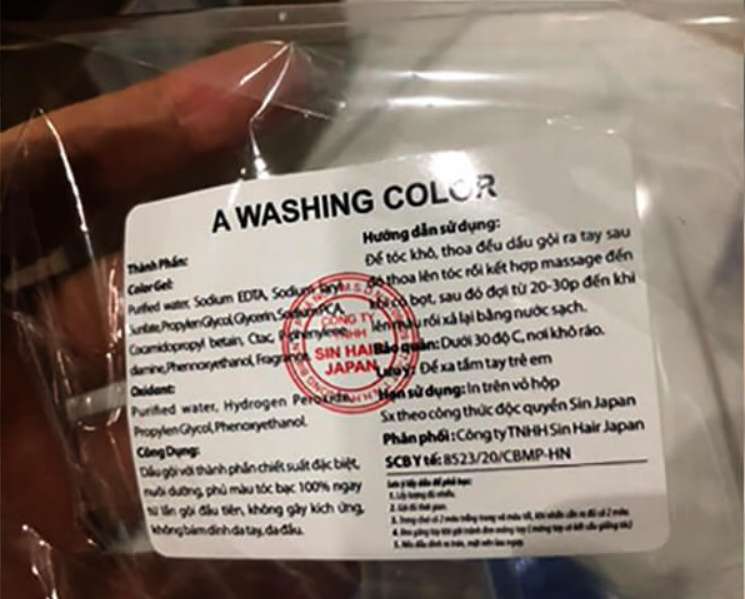 A WASHING COLOR
Thành Phần:
Color Gel:
Purified water, Sodium EDTA, Sodium
Sunfate, Propylen Glycol, Glycerin, Sodium PCA,
Cocamidopropyl betain, Ctac, P-phenylene
diamine, Phennoxyethanol, Fragrance
Oxidant:
Purified water, Hydrogen Peroxide,
Propylen Glycol, Phenoxyethanol.
Công Dụng:
Dầu gội với thành phần chiết suất đặc biệt,
nuôi dưỡng, phủ màu tóc bạc 100% ngay
từ lần gội đầu tiên, không gây kích ứng,
không bám dính da tay, da đầu.
Hướng dẫn sử dụng:
Để tóc khô, thoa đều dầu gội ra tay sau
đó thoa lên tóc rồi kết hợp massage đến
khi có bọt, sau đó đợi từ 20-30p đến khi
lên màu rồi xả lại bằng nước sạch.
Bảo quản: Dưới 30 độ C, nơi khô ráo.
Lưu ý: Để xa tầm tay trẻ em
Hạn sử dụng: In trên vỏ hộp
Sx theo công thức độc quyền Sin Japan
Phân phối: Công ty TNHH Sin Hair Japan
SCB Y tế: 8523/20/CBMP-HN
CÔNG TY
TNHH
SIN HAIR
JAPAN